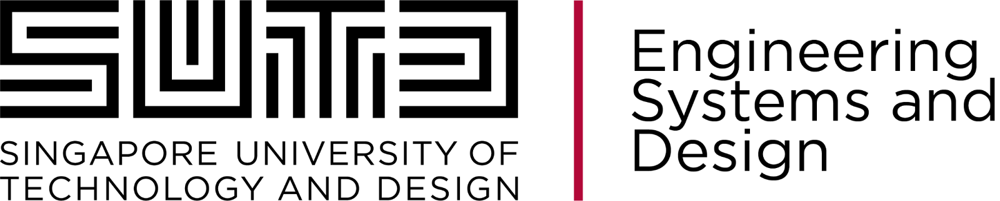 SUTD
SINGAPORE UNIVERSITY OF
TECHNOLOGY AND DESIGN
Engineering
Systems and
Design